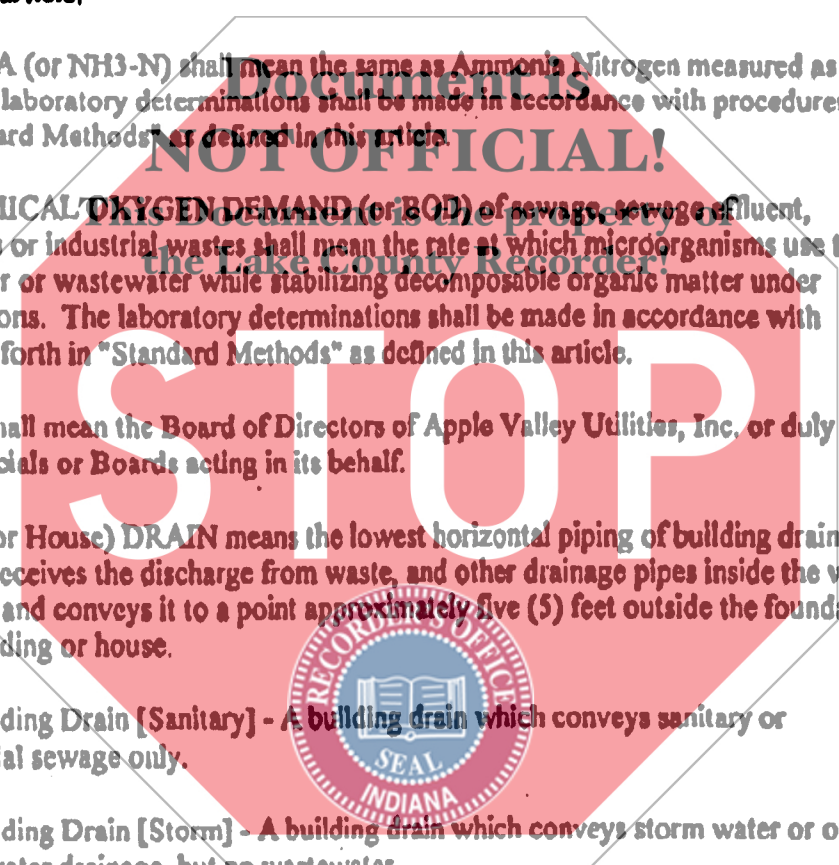 A (or NH3-N) shall mean the same as Ammonia Nitrogen measured as
Document is
laboratory determinations shall be made in accordance with procedure
ard Methods" as defined in this article.
NOT OFFICIAL!
ICAL OXYGEN DEMAND (or BOD) of sewage, sewage effluent,
This Document is the property of
s or industrial wastes shall mean the rate at which microorganisms use
the Lake County Recorder!
r or wastewater while stabilizing decomposable organic matter under
ons. The laboratory determinations shall be made in accordance with
forth in "Standard Methods" as defined in this article.
STOP
hall mean the Board of Directors of Apple Valley Utilities, Inc. or duly
cials or Boards acting in its behalf.
or House) DRAIN means the lowest horizontal piping of building drain
eceives the discharge from waste, and other drainage pipes inside the
and conveys it to a point approximately five (5) feet outside the founda
ding or house.
RECORDER'S OFFICE
SEAL
INDIANA
ding Drain [Sanitary] - A building drain which conveys sanitary or
ial sewage only.
ding Drain [Storm] - A building drain which conveys storm water or o